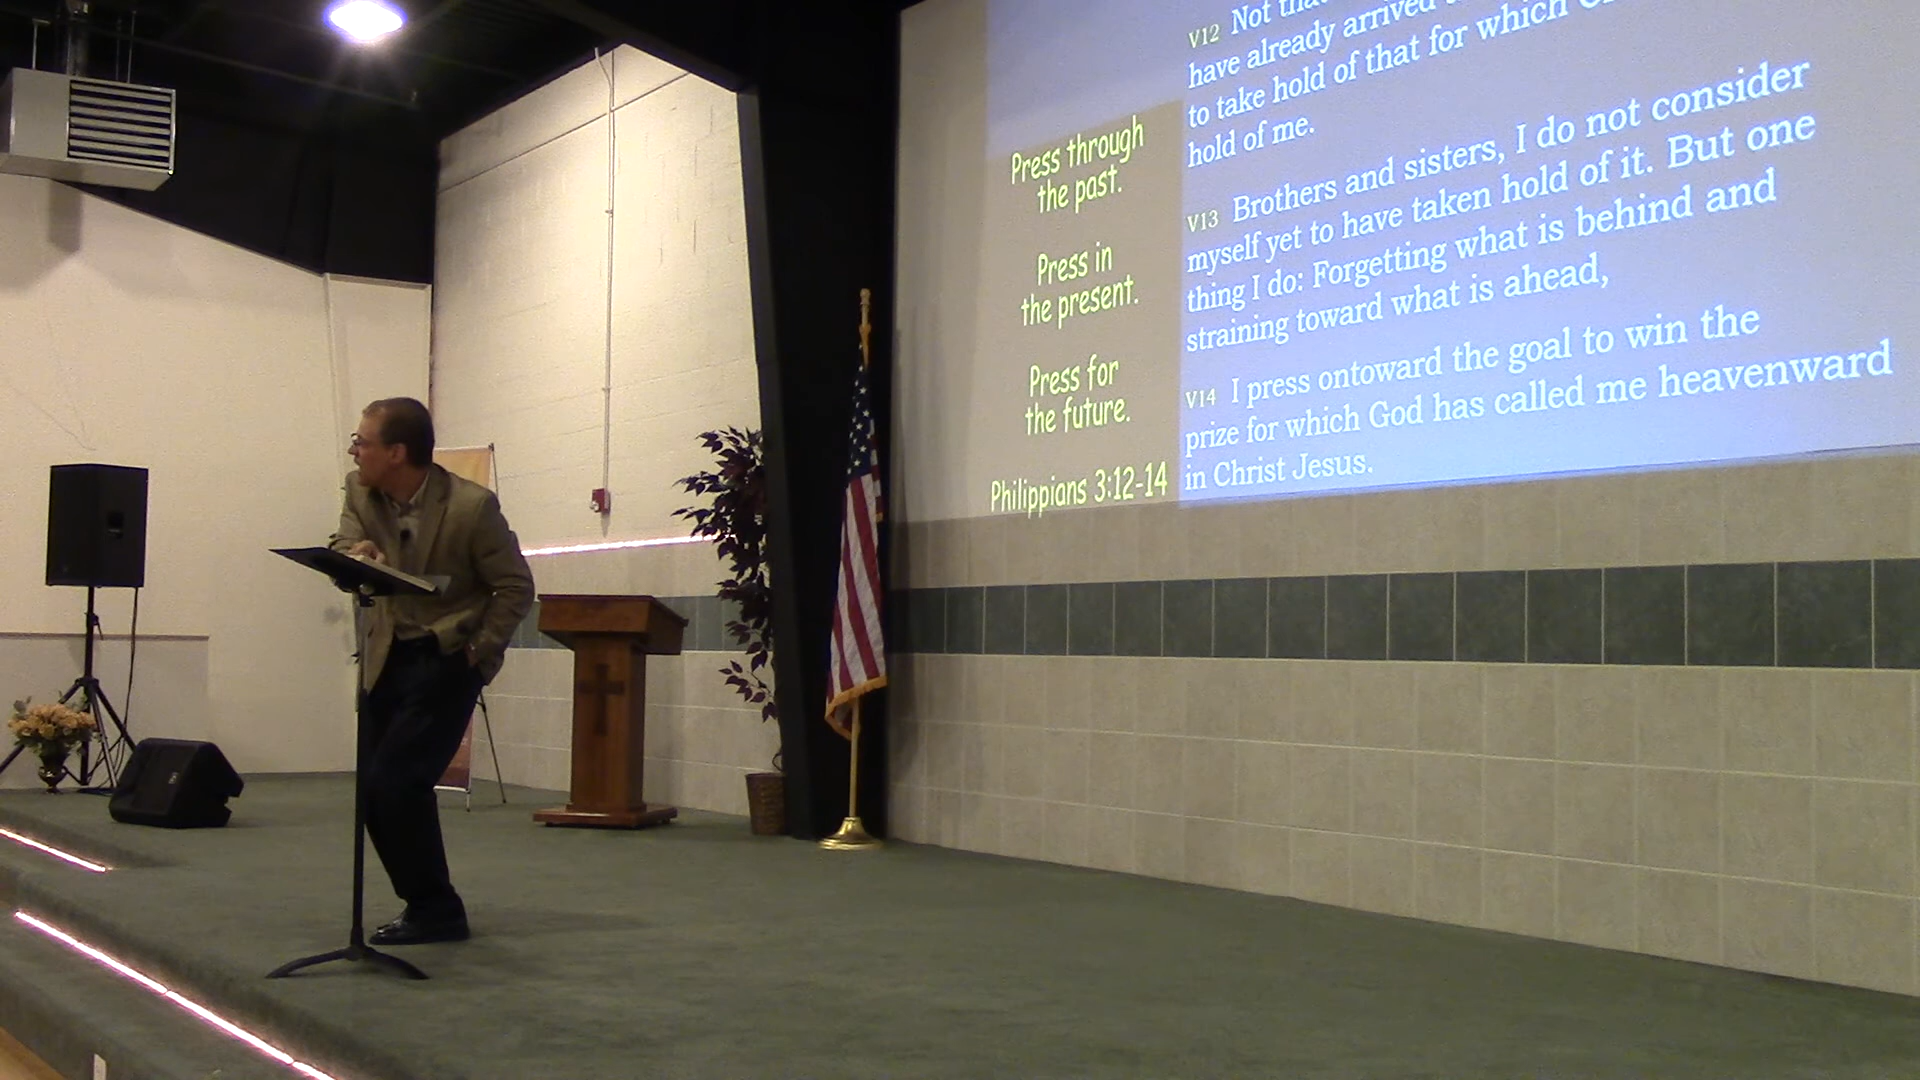 Press through
the past.
Press in
the present.
Press for
the future.
Philippians 3:12-14
V12 Not
have already arrived
to take hold of that for which
hold of me.
V13 Brothers and sisters, I do not consider
myself yet to have taken hold of it. But one
thing I do: Forgetting what is behind and
straining toward what is ahead,
V14 I press ontoward the goal to win the
prize for which God has called me heavenward
in Christ Jesus.